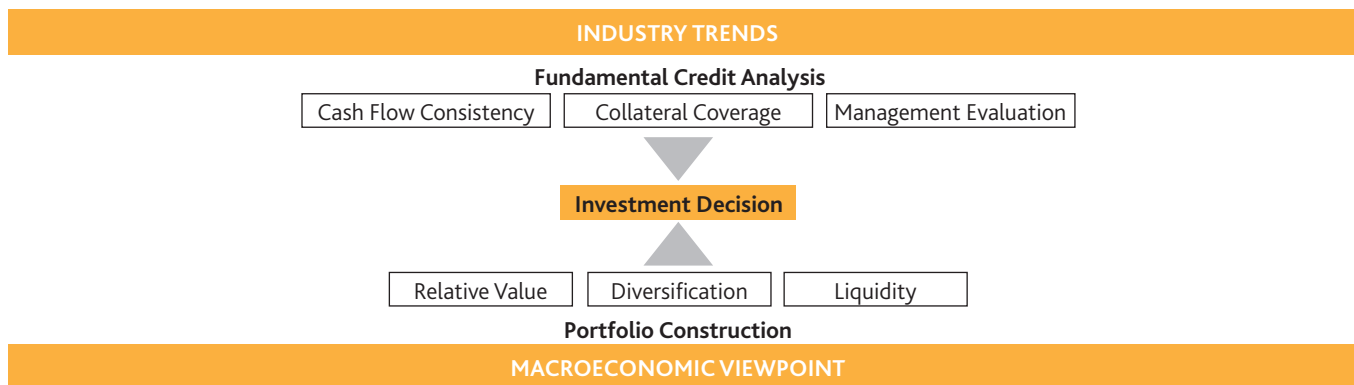 INDUSTRY TRENDS
Fundamental Credit Analysis
Cash Flow Consistency Collateral Coverage Management Evaluation
Investment Decision
Relative Value Diversification Liquidity
Portfolio Construction
MACROECONOMIC VIEWPOINT